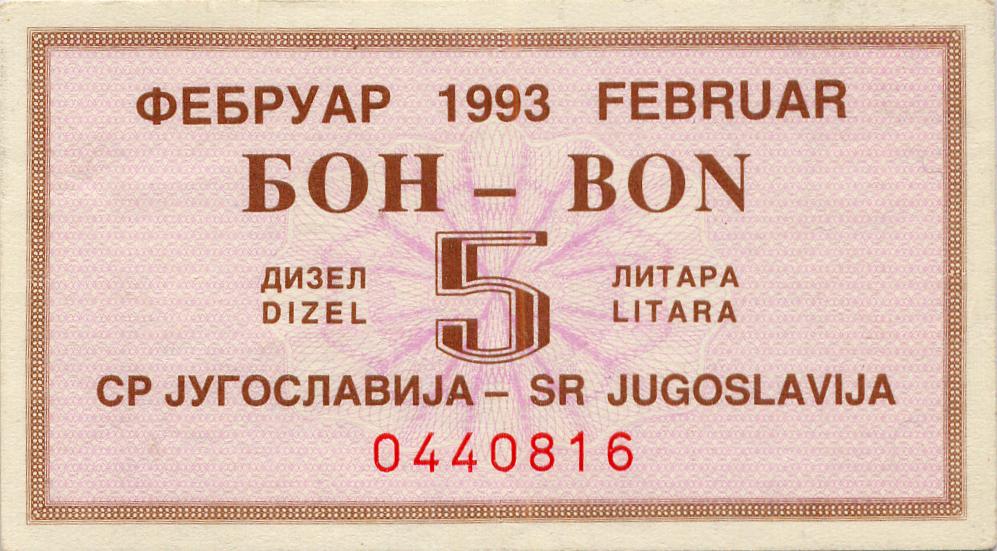 ФЕБРУАР 1993 FEBRUAR
БОН – BON
5
ДИЗЕЛ ЛИТАРА
DIZEL LITARA
СР ЈУГОСЛАВИЈА – SR JUGOSLAVIJA
0440816